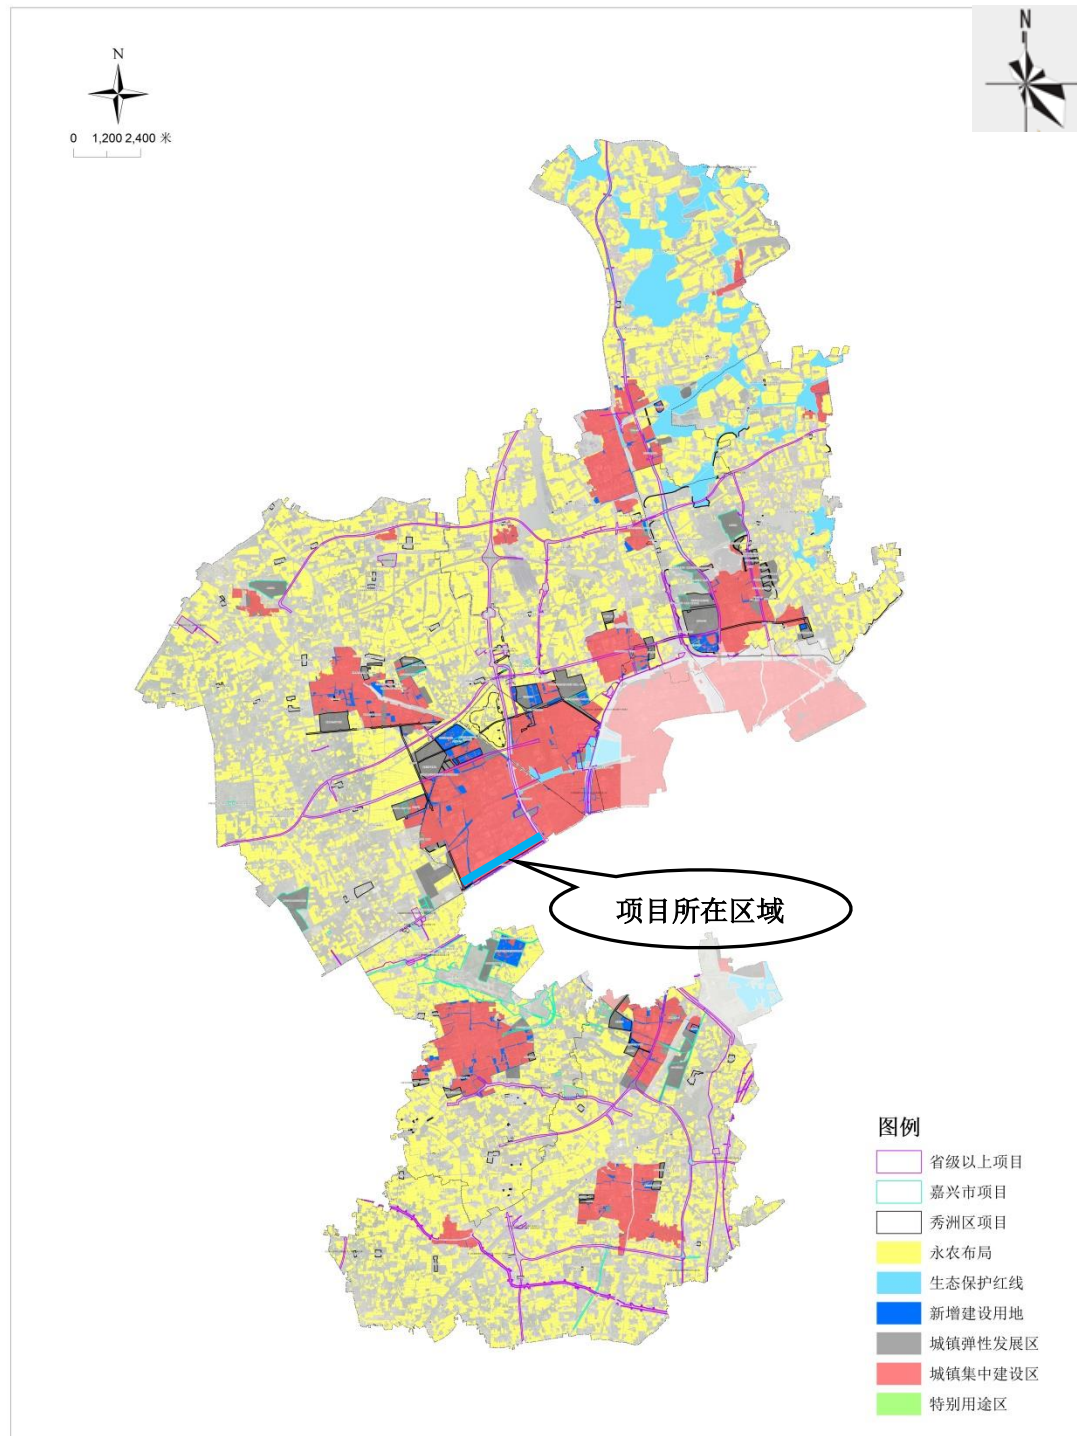 N
N
0 1,200 2,400 米
项目所在区域
图例
省级以上项目
嘉兴市项目
秀洲区项目
永农布局
生态保护红线
新增建设用地
城镇弹性发展区
城镇集中建设区
特别用途区